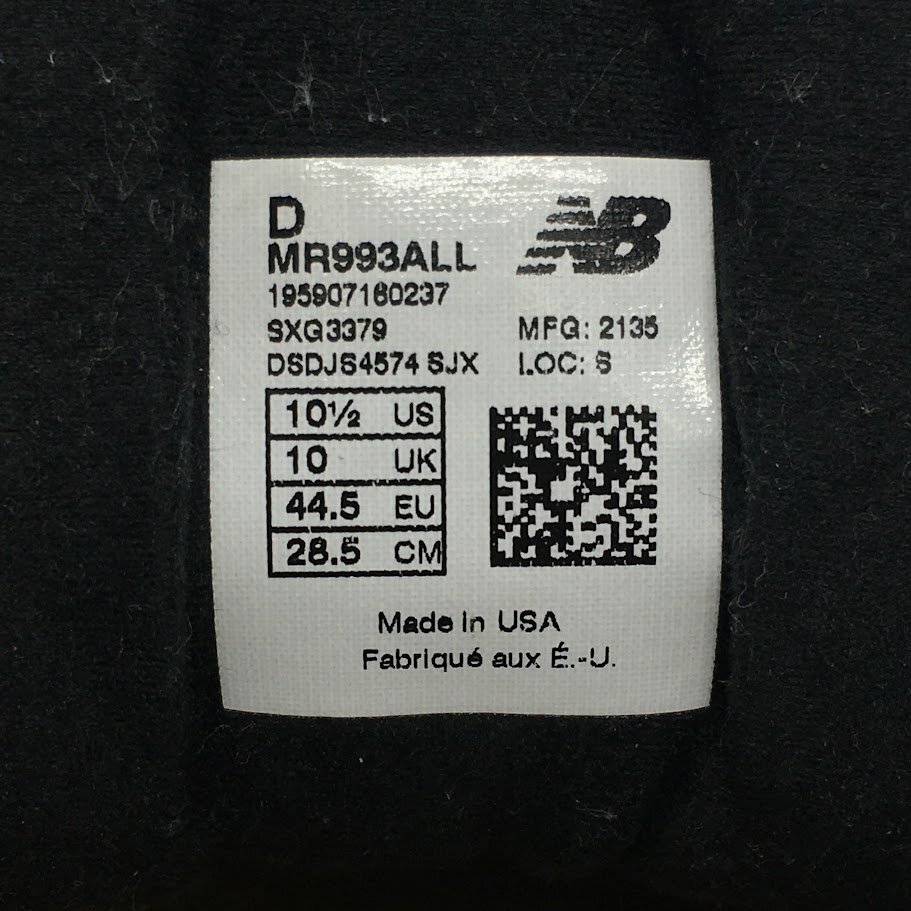 D
NB
MR993ALL
195907160237
SXG3379
MFG: 2135
DSDJS4574 SJX
LOC: S
10½ US
10 UK
44.5 EU
28.5 CM
Made in USA
Fabriqué aux É.-U.